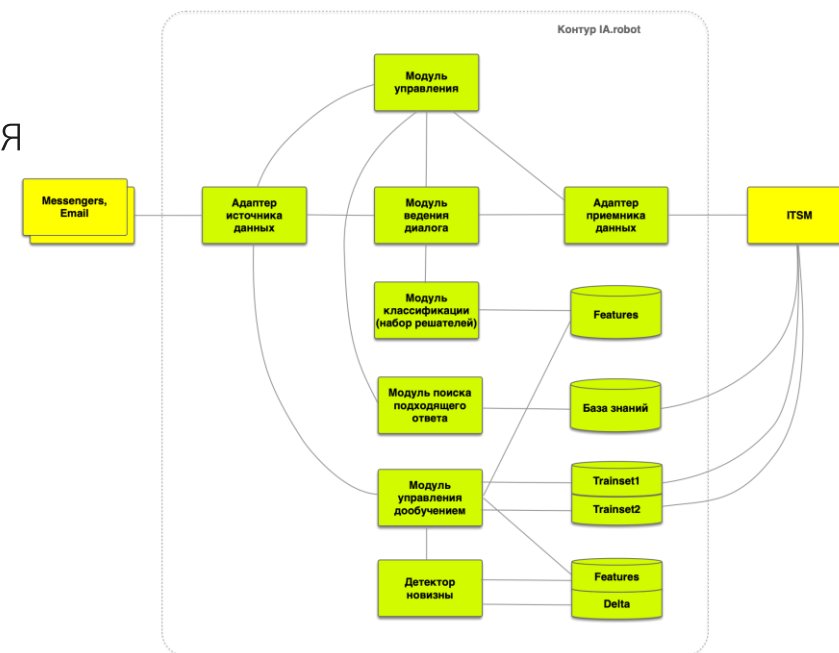 Контур IA.robot
Модуль
управления
Я
Messengers,
Email
Адаптер
источника
данных
Модуль
ведения
диалога
Адаптер
приемника
данных
ITSM
Модуль
классификации
(набор решателей)
Features
Модуль поиска
подходящего
ответа
База знаний
Модуль
управления
дообучением
Trainset1
Trainset2
Детектор
новизны
Features
Delta